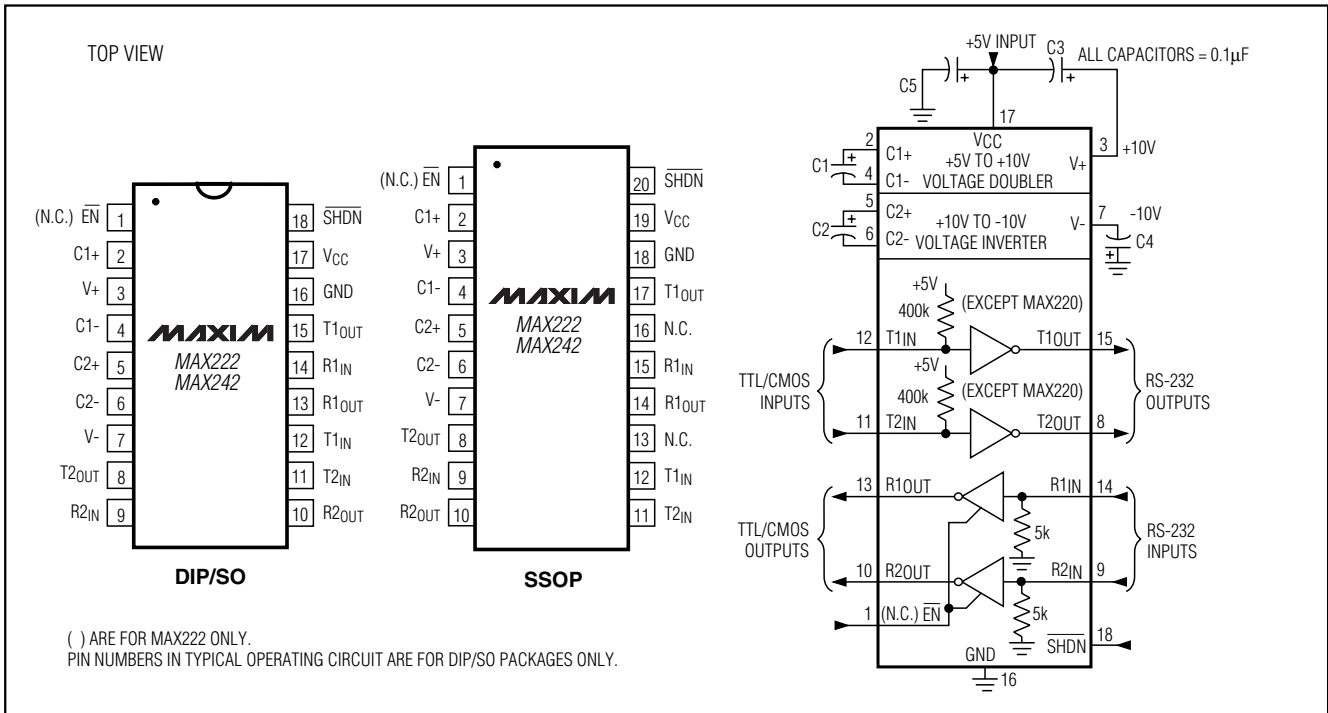 TOP VIEW
(N.C.) EN 1
C1+ 2
V+ 3
C1- 4
C2+ 5
C2- 6
V- 7
T2OUT 8
R2IN 9
18 SHDN
17 VCC
16 GND
15 T1OUT
14 R1IN
13 R1OUT
12 T1IN
11 T2IN
10 R2OUT
MAXIM
MAX222
MAX242
DIP/SO
(N.C.) EN 1
C1+ 2
V+ 3
C1- 4
C2+ 5
C2- 6
V- 7
T2OUT 8
R2IN 9
R2OUT 10
20 SHDN
19 VCC
18 GND
17 T1OUT
16 N.C.
15 R1IN
14 R1OUT
13 N.C.
12 T1IN
11 T2IN
MAXIM
MAX222
MAX242
SSOP
( ) ARE FOR MAX222 ONLY.
PIN NUMBERS IN TYPICAL OPERATING CIRCUIT ARE FOR DIP/SO PACKAGES ONLY.
+5V INPUT
C3
ALL CAPACITORS = 0.1μF
C5
+
+
17
VCC
2 C1+
+5V TO +10V
VOLTAGE DOUBLER
V+ 3 +10V
C1 +
4 C1-
5 C2+
+10V TO -10V
VOLTAGE INVERTER
V- 7 -10V
C2 +
6 C2-
C4
+
+5V
400k
(EXCEPT MAX220)
12 T1IN
T1OUT 15
+5V
400k
(EXCEPT MAX220)
TTL/CMOS
INPUTS
RS-232
OUTPUTS
11 T2IN
T2OUT 8
13 R1OUT
R1IN 14
5k
TTL/CMOS
OUTPUTS
RS-232
INPUTS
10 R2OUT
R2IN 9
5k
1 (N.C.) EN
SHDN 18
GND
16